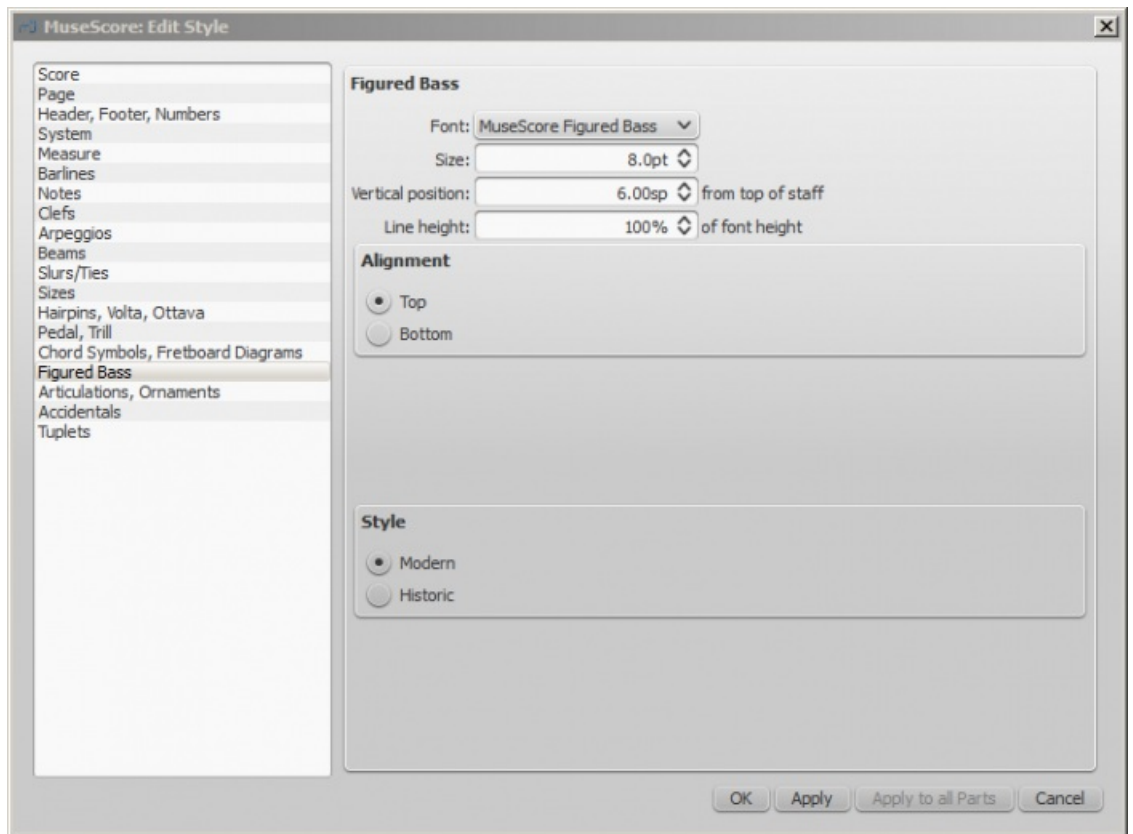 MuseScore: Edit Style
Score
Page
Header, Footer, Numbers
System
Measure
Barlines
Notes
Clefs
Arpeggios
Beams
Slurs/Ties
Sizes
Hairpins, Volta, Ottava
Pedal, Trill
Chord Symbols, Fretboard Diagrams
Figured Bass
Articulations, Ornaments
Accidentals
Tuplets
Figured Bass
Font: MuseScore Figured Bass
Size: 8.0pt
Vertical position: 6.00sp from top of staff
Line height: 100% of font height
Alignment
Top
Bottom
Style
Modern
Historic
OK Apply Apply to all Parts Cancel